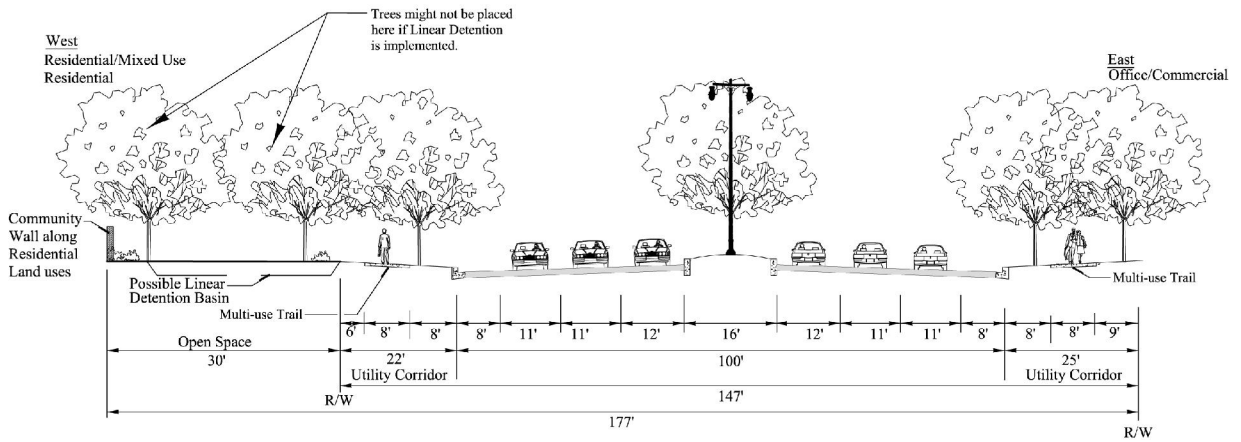 Trees might not be placed
here if Linear Detention
is implemented.
West
Residential/Mixed Use
Residential
East
Office/Commercial
Community
Wall along
Residential
Land uses
Possible Linear
Detention Basin
Multi-use Trail
Multi-use Trail
6' 8' 8' 8' 11' 11' 12' 16' 12' 11' 11' 8' 8' 8' 9'
Open Space
30' 22' 100' 25'
Utility Corridor Utility Corridor
R/W 147'
177' R/W